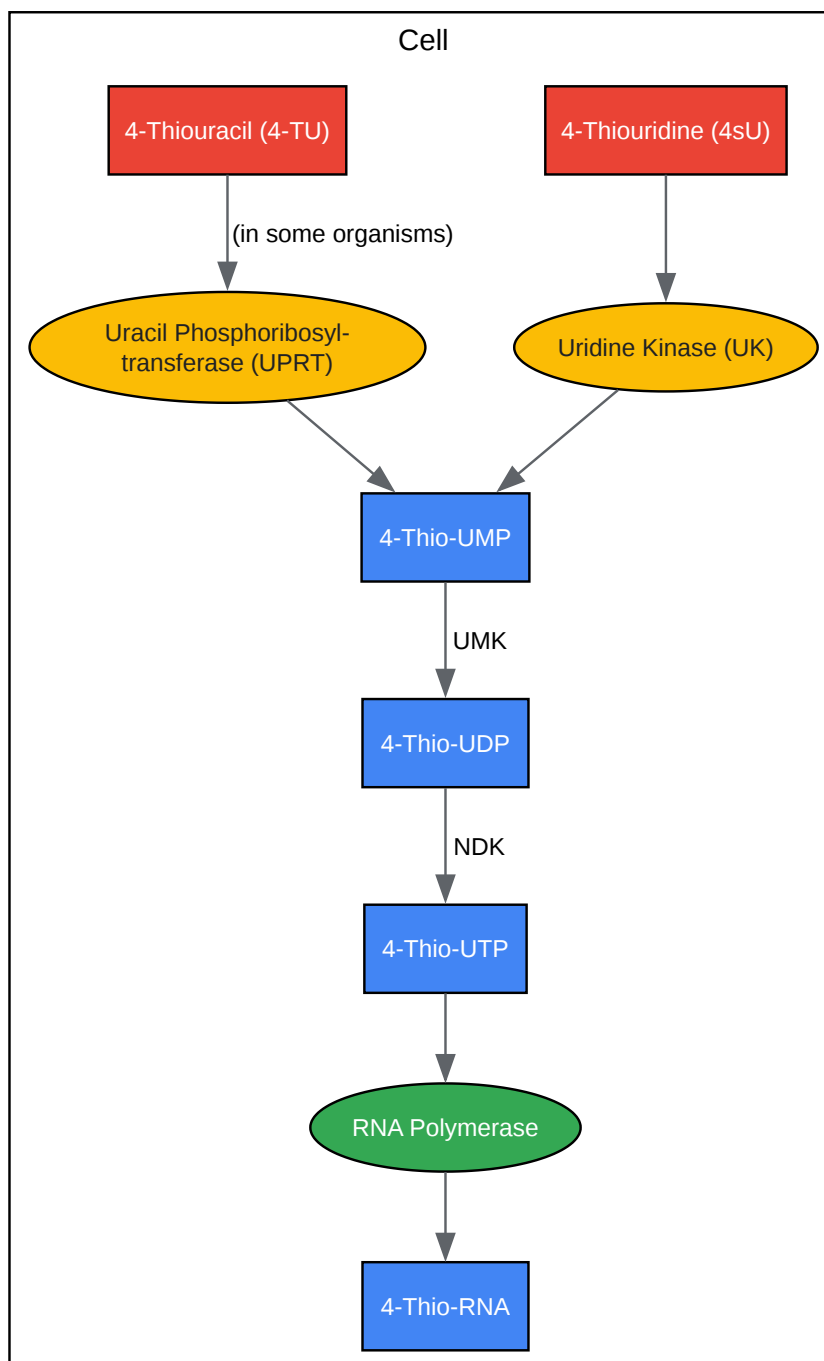 Cell
4-Thiouracil (4-TU)
4-Thiouridine (4sU)
(in some organisms)
Uracil Phosphoribosyl-
transferase (UPRT)
Uridine Kinase (UK)
4-Thio-UMP
UMK
4-Thio-UDP
NDK
4-Thio-UTP
RNA Polymerase
4-Thio-RNA